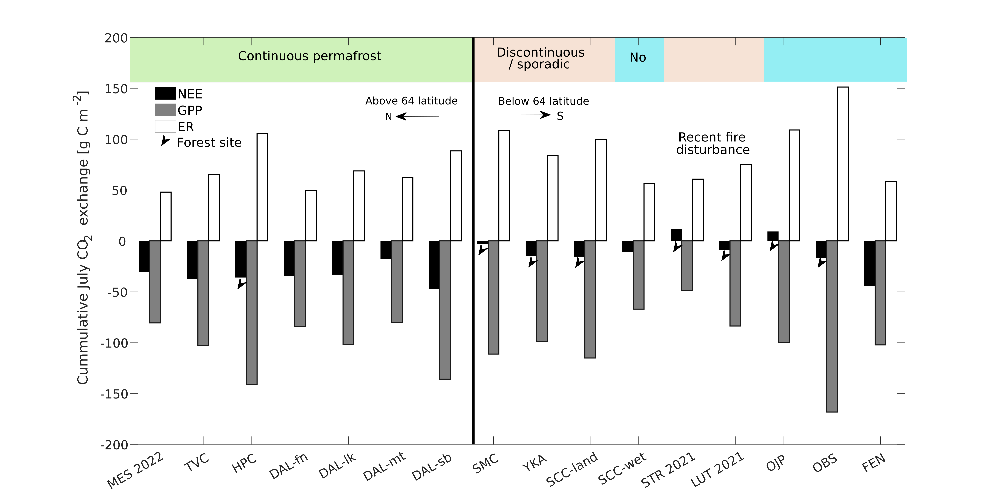 200
150
100
50
0
-50
-100
-150
-200
Cummulative July CO2 exchange [g C m -2]
Continuous permafrost
Discontinuous
/ sporadic
No
NEE
GPP
ER
Forest site
Above 64 latitude
N
Below 64 latitude
S
Recent fire
disturbance
MES 2022
TVC
HPC
DAL-fn
DAL-lk
DAL-mt
DAL-sb
SMC
YKA
SCC-land
SCC-wet
STR 2021
LUT 2021
OJP
OBS
FEN